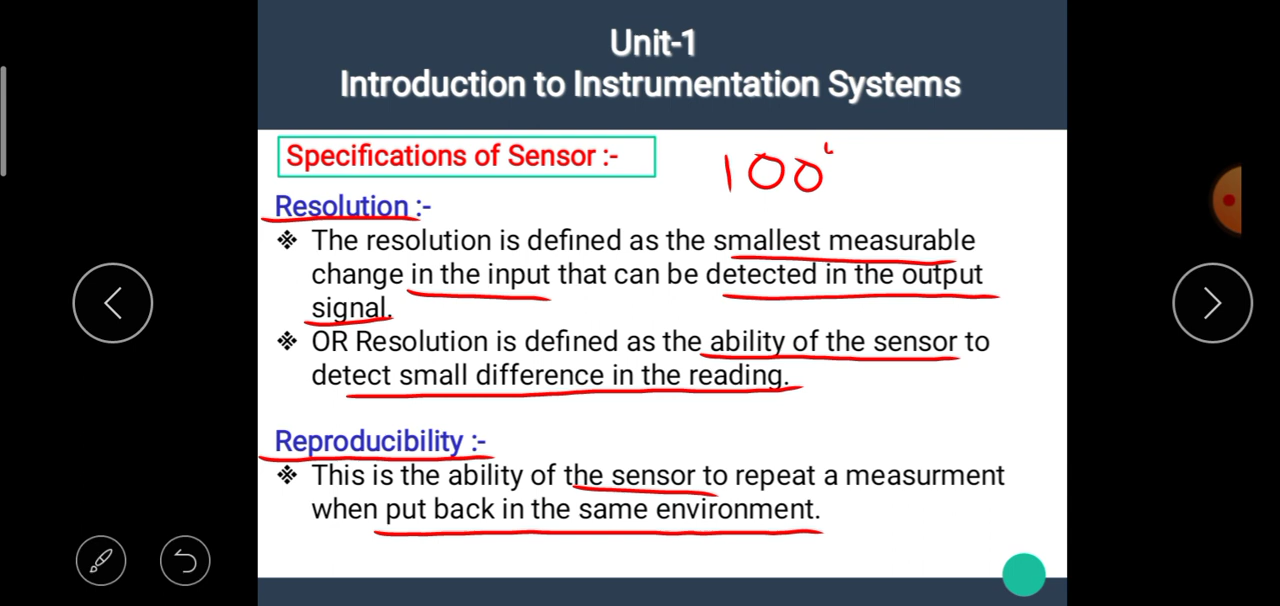 Unit-1
Introduction to Instrumentation Systems
Specifications of Sensor :-
100
Resolution :-
❖ The resolution is defined as the smallest measurable
change in the input that can be detected in the output
signal.
❖ OR Resolution is defined as the ability of the sensor to
detect small difference in the reading.
Reproducibility :-
❖ This is the ability of the sensor to repeat a measurment
when put back in the same environment.